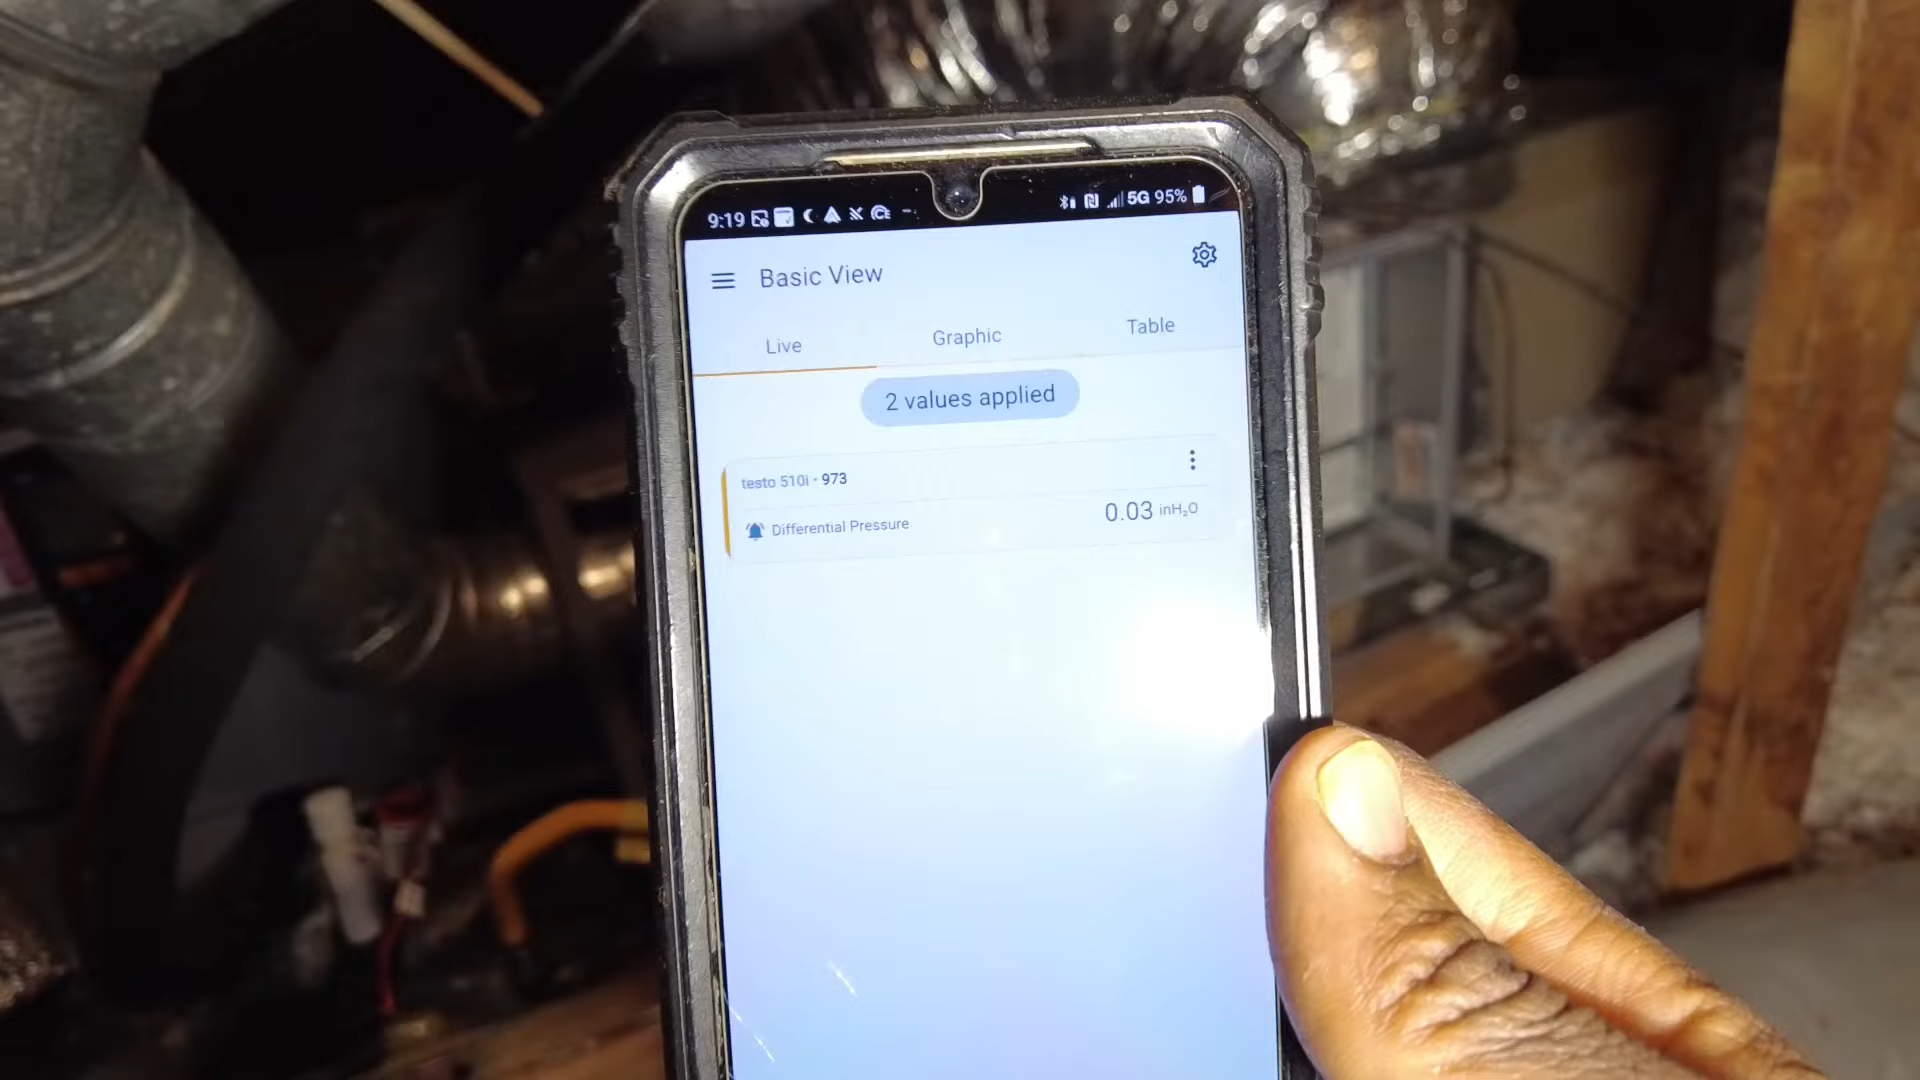 9:19 5G 95%
Basic View
Live Graphic Table
2 values applied
testo 510i · 973
Differential Pressure 0.03 inH₂O